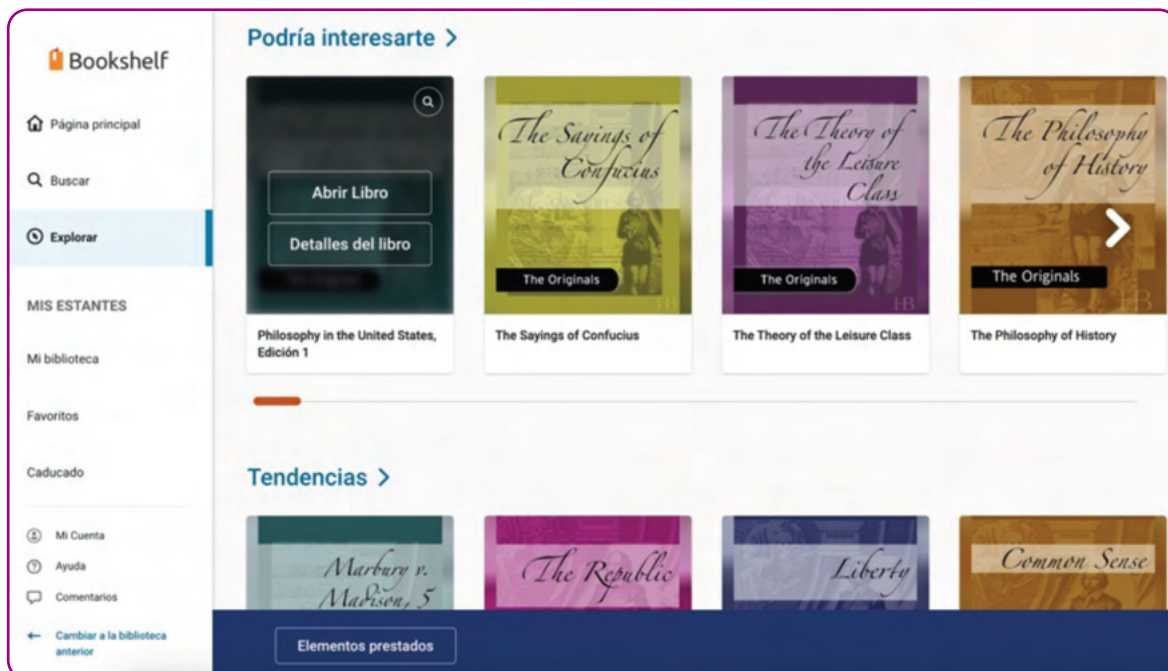 Bookshelf
Página principal
Buscar
Explorar
MIS ESTANTES
Mi biblioteca
Favoritos
Caducado
Mi Cuenta
Ayuda
Comentarios
Cambiar a la biblioteca
anterior
Podría interesarte
Abrir Libro
Detalles del libro
Philosophy in the United States,
Edición 1
The Sayings of
Confucius
The Originals
HB
The Sayings of Confucius
The Theory of
the Leisure
Class
The Originals
HB
The Theory of the Leisure Class
The Philosophy
of History
The Originals
HB
The Philosophy of History
Tendencias
Marbury v.
Madison, 5
The Republic
Liberty
Common Sense
Elementos prestados